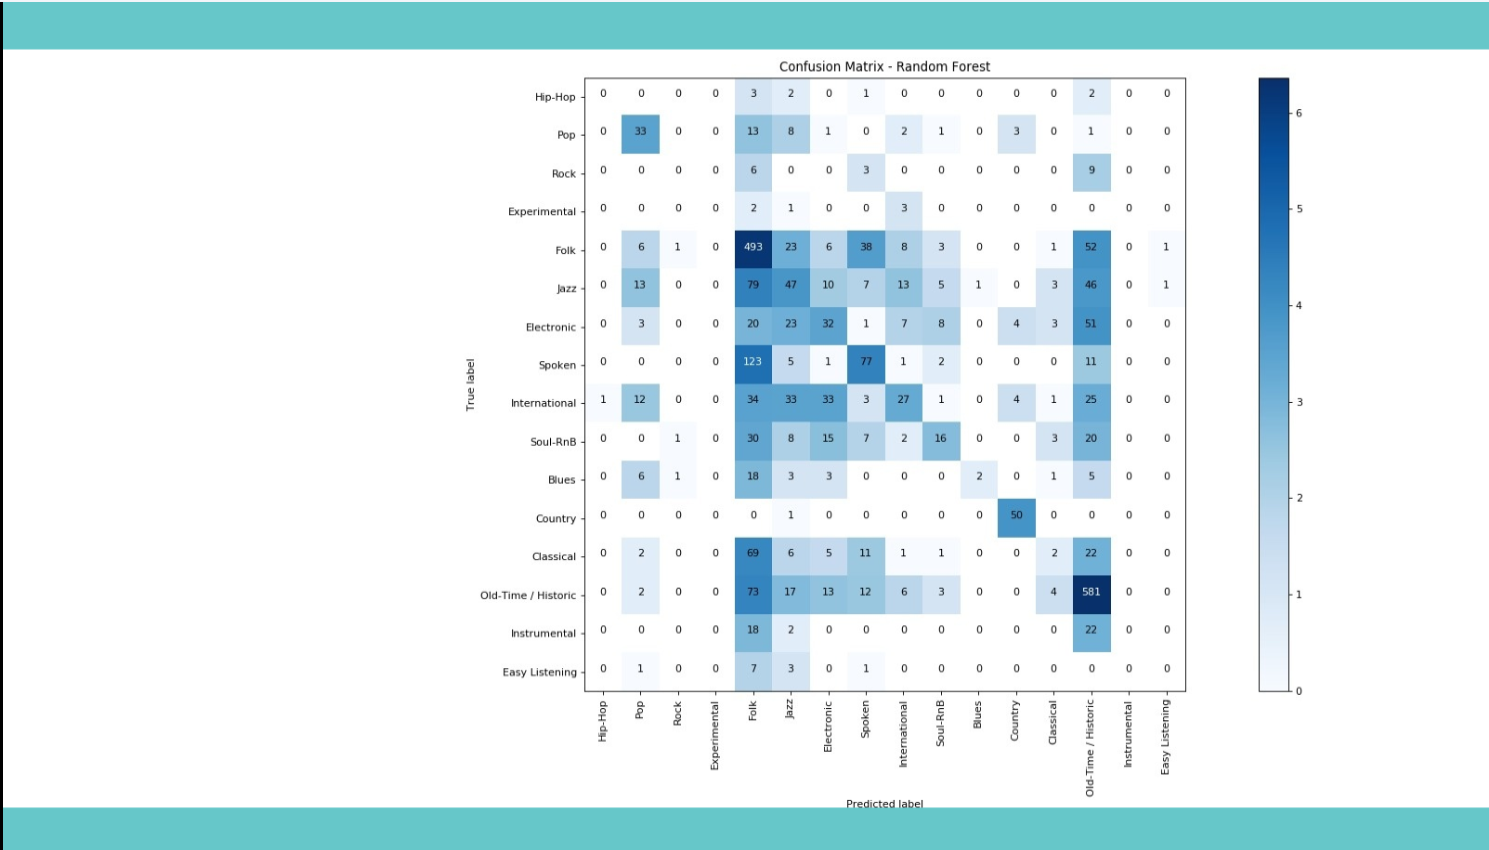 Confusion Matrix - Random Forest
Hip-Hop 0 0 0 0 3 2 0 1 0 0 0 0 0 2 0 0
Pop 0 33 0 0 13 8 1 0 2 1 0 3 0 1 0 0
Rock 0 0 0 0 6 0 0 3 0 0 0 0 0 9 0 0
Experimental 0 0 0 0 2 1 0 0 3 0 0 0 0 0 0 0
Folk 0 6 1 0 493 23 6 38 8 3 0 0 1 52 0 1
Jazz 0 13 0 0 79 47 10 7 13 5 1 0 3 46 0 1
Electronic 0 3 0 0 20 23 32 1 7 8 0 4 3 51 0 0
Spoken 0 0 0 0 123 5 1 77 1 2 0 0 0 11 0 0
International 1 12 0 0 34 33 33 3 27 1 0 4 1 25 0 0
Soul-RnB 0 0 1 0 30 8 15 7 2 16 0 0 3 20 0 0
Blues 0 6 1 0 18 3 3 0 0 0 2 0 1 5 0 0
Country 0 0 0 0 0 1 0 0 0 0 0 50 0 0 0 0
Classical 0 2 0 0 69 6 5 11 1 1 0 0 2 22 0 0
Old-Time / Historic 0 2 0 0 73 17 13 12 6 3 0 0 4 581 0 0
Instrumental 0 0 0 0 18 2 0 0 0 0 0 0 0 22 0 0
Easy Listening 0 1 0 0 7 3 0 1 0 0 0 0 0 0 0 0
True label
Hip-Hop
Pop
Rock
Experimental
Folk
Jazz
Electronic
Spoken
International
Soul-RnB
Blues
Country
Classical
Old-Time / Historic
Instrumental
Easy Listening
Predicted label
6
5
4
3
2
1
0